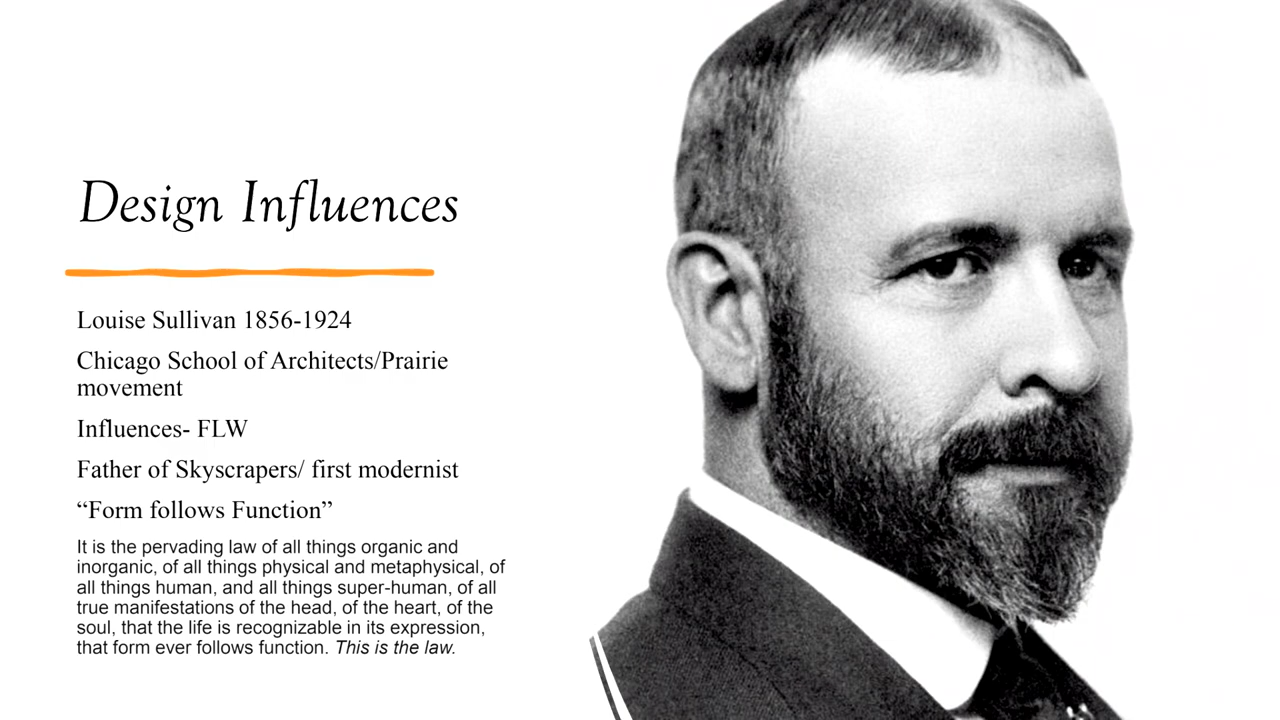 Design Influences
Louise Sullivan 1856-1924
Chicago School of Architects/Prairie
movement
Influences- FLW
Father of Skyscrapers/ first modernist
“Form follows Function”
It is the pervading law of all things organic and
inorganic, of all things physical and metaphysical, of
all things human, and all things super-human, of all
true manifestations of the head, of the heart, of the
soul, that the life is recognizable in its expression,
that form ever follows function. This is the law.